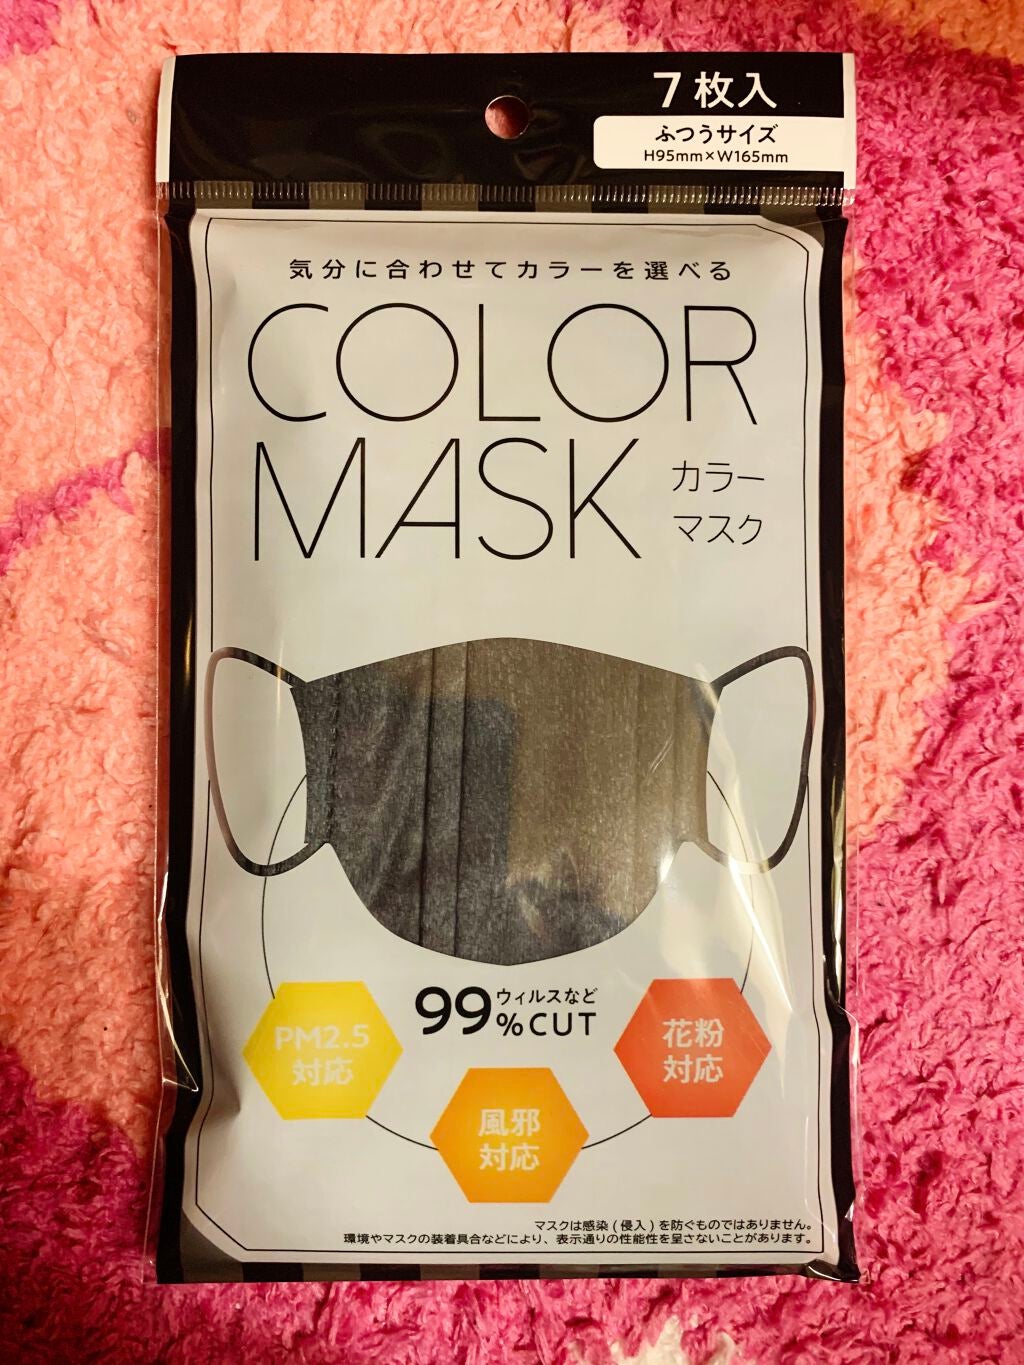 7枚入
ふつうサイズ
H95mm×W165mm
気分に合わせてカラーを選べる
COLOR
MASK
カラー
マスク
99%CUT
ウィルスなど
PM2.5
対応
風邪
対応
花粉
対応
マスクは感染(侵入)を防ぐものではありません。
環境やマスクの装着具合などにより、表示通りの性能性を呈さないことがあります。